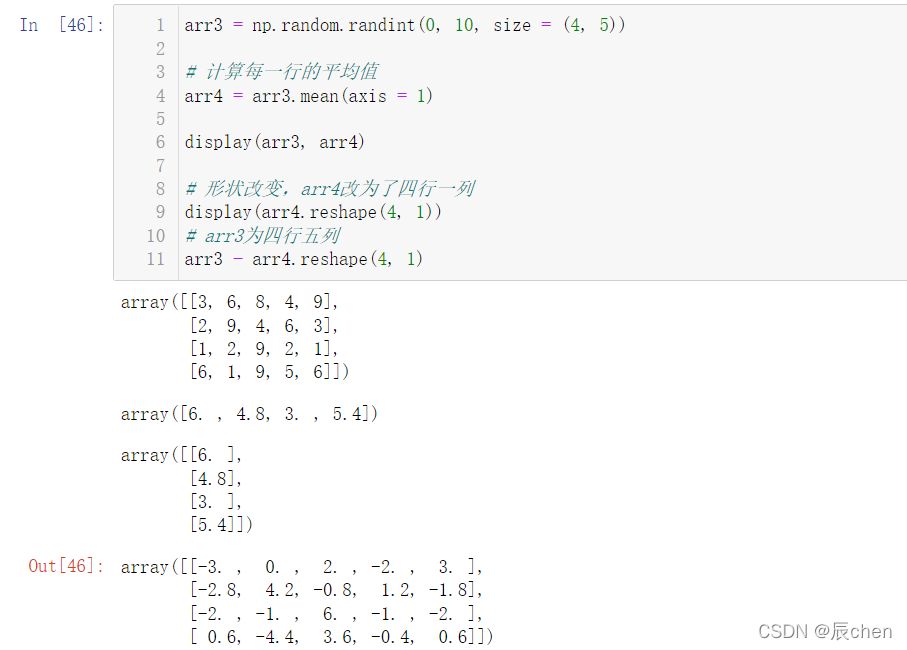 In [46]:
1 arr3 = np.random.randint(0, 10, size = (4, 5))
2
3 # 计算每一行的平均值
4 arr4 = arr3.mean(axis = 1)
5
6 display(arr3, arr4)
7
8 # 形状改变，arr4改为了四行一列
9 display(arr4.reshape(4, 1))
10 # arr3为四行五列
11 arr3 - arr4.reshape(4, 1)
array([[3, 6, 8, 4, 9],
[2, 9, 4, 6, 3],
[1, 2, 9, 2, 1],
[6, 1, 9, 5, 6]])
array([6. , 4.8, 3. , 5.4])
array([[6. ],
[4.8],
[3. ],
[5.4]])
Out[46]: array([[-3. ,  0. ,  2. , -2. ,  3. ],
[-2.8,  4.2, -0.8,  1.2, -1.8],
[-2. , -1. ,  6. , -1. , -2. ],
[ 0.6, -4.4,  3.6, -0.4,  0.6]])
CSDN @辰chen